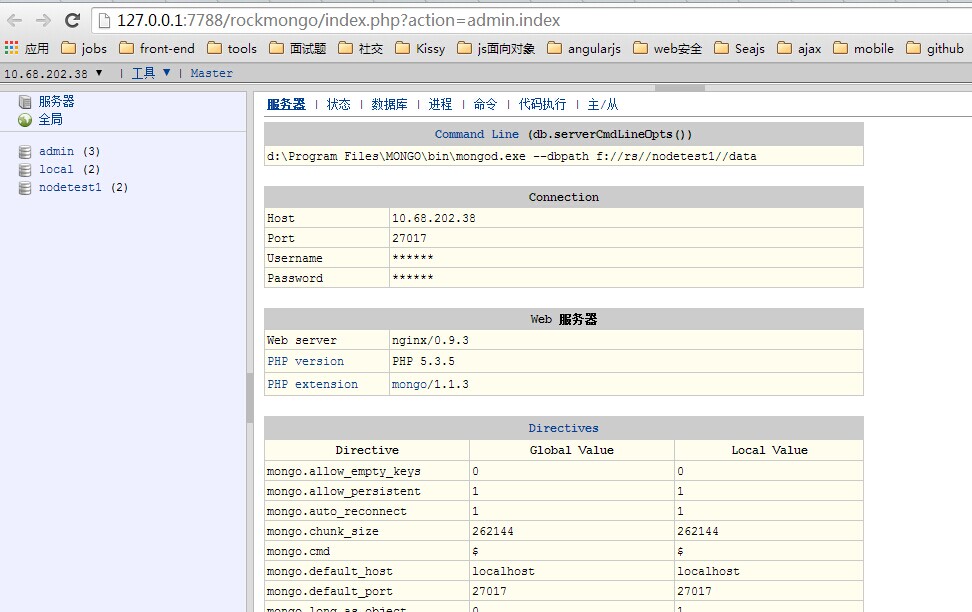 127.0.0.1:7788/rockmongo/index.php?action=admin.index
应用 jobs front-end tools 面试题 社交 Kissy js面向对象 angularjs web安全 Seajs ajax mobile github
10.68.202.38 ▼ | 工具 ▼ | Master
服务器
全局
admin (3)
local (2)
nodetest1 (2)
服务器 | 状态 | 数据库 | 进程 | 命令 | 代码执行 | 主/从
Command Line (db.serverCmdLineOpts())
d:\Program Files\MONGO\bin\mongod.exe --dbpath f://rs//nodetest1//data
Connection
Host 10.68.202.38
Port 27017
Username ******
Password ******
Web 服务器
Web server nginx/0.9.3
PHP version PHP 5.3.5
PHP extension mongo/1.1.3
Directives
Directive Global Value Local Value
mongo.allow_empty_keys 0 0
mongo.allow_persistent 1 1
mongo.auto_reconnect 1 1
mongo.chunk_size 262144 262144
mongo.cmd $ $
mongo.default_host localhost localhost
mongo.default_port 27017 27017
mongo.long_as_object 0 1